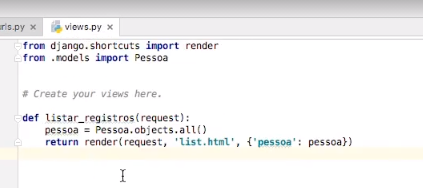 rls.py × views.py ×
from django.shortcuts import render
from .models import Pessoa
# Create your views here.
def listar_registros(request):
pessoa = Pessoa.objects.all()
return render(request, 'list.html', {'pessoa': pessoa})